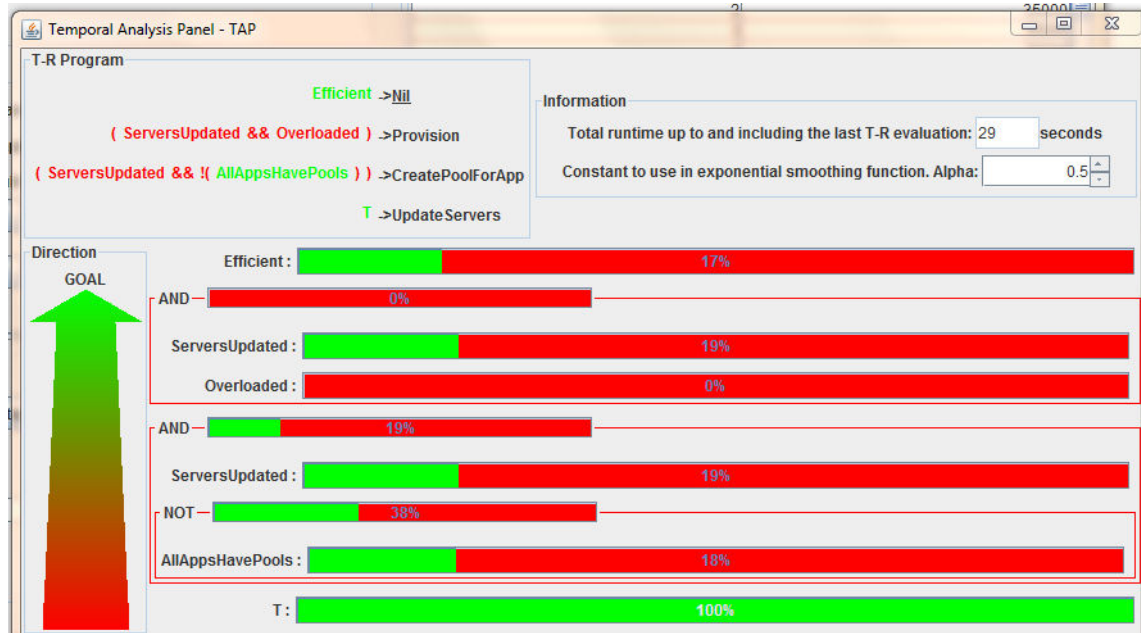 2 35000
Temporal Analysis Panel - TAP
T-R Program
Efficient ->Nil
( ServersUpdated && Overloaded ) ->Provision
( ServersUpdated && !( AllAppsHavePools ) ) ->CreatePoolForApp
T ->UpdateServers
Information
Total runtime up to and including the last T-R evaluation: 29 seconds
Constant to use in exponential smoothing function. Alpha: 0.5
Direction
GOAL
Efficient : 17%
AND 0%
ServersUpdated : 19%
Overloaded : 0%
AND 19%
ServersUpdated : 19%
NOT 38%
AllAppsHavePools : 18%
T : 100%